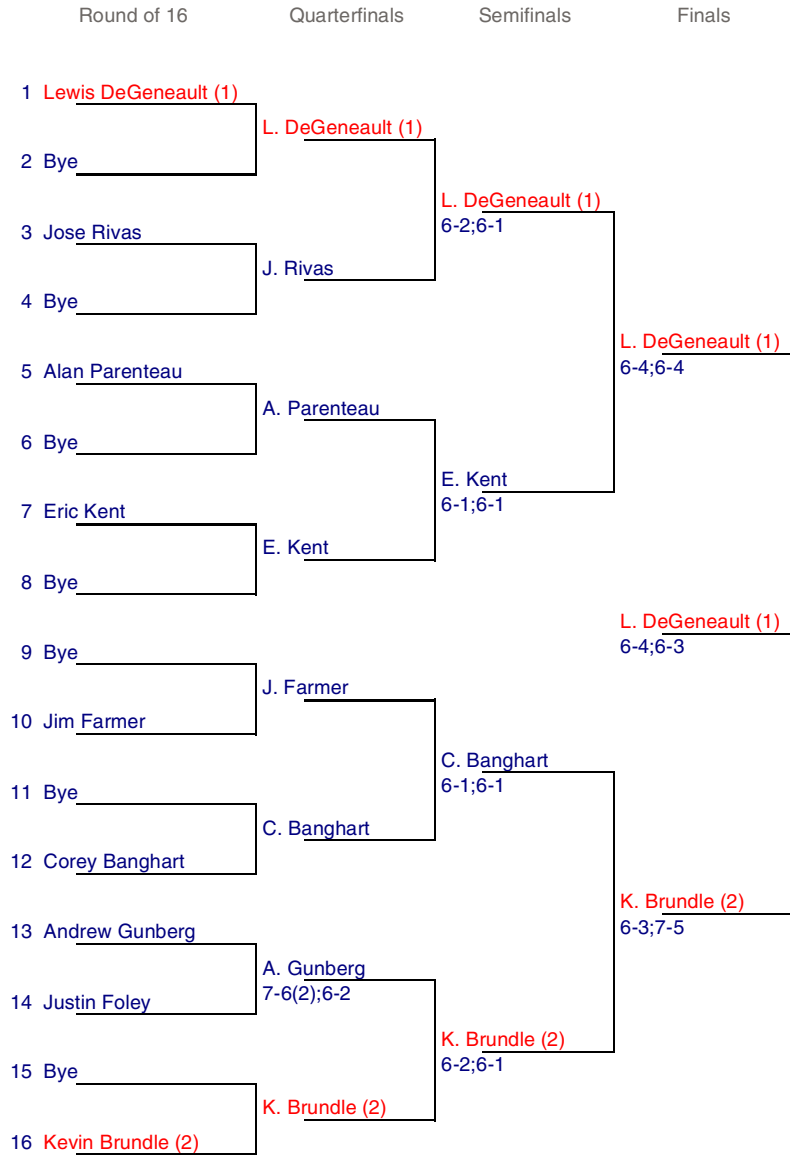 Round of 16 Quarterfinals Semifinals Finals
1 Lewis DeGeneault (1)
2 Bye
3 Jose Rivas
4 Bye
5 Alan Parenteau
6 Bye
7 Eric Kent
8 Bye
9 Bye
10 Jim Farmer
11 Bye
12 Corey Banghart
13 Andrew Gunberg
14 Justin Foley
15 Bye
16 Kevin Brundle (2)
L. DeGeneault (1)
J. Rivas
A. Parenteau
E. Kent
J. Farmer
C. Banghart
A. Gunberg
7-6(2);6-2
K. Brundle (2)
L. DeGeneault (1)
6-2;6-1
E. Kent
6-1;6-1
C. Banghart
6-1;6-1
K. Brundle (2)
6-2;6-1
L. DeGeneault (1)
6-4;6-4
L. DeGeneault (1)
6-4;6-3
K. Brundle (2)
6-3;7-5